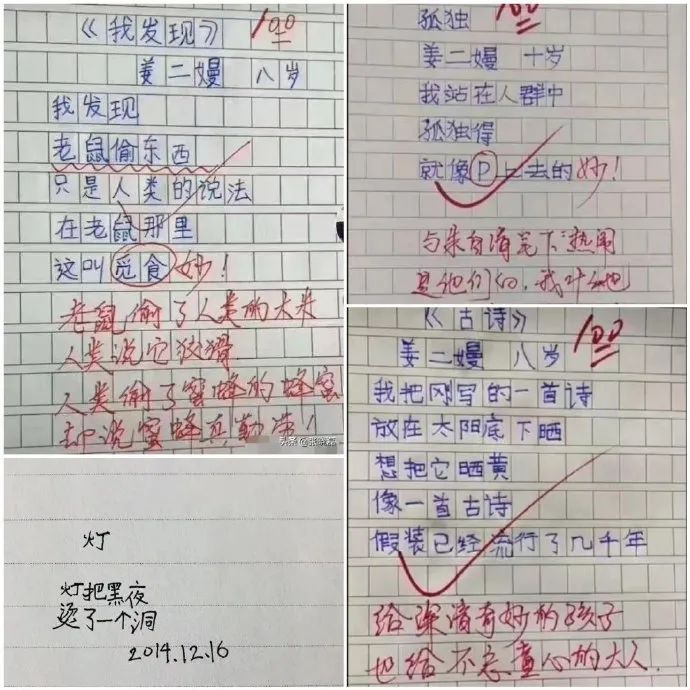 《我发现》 100
姜二嫚 八岁
我发现
老鼠偷东西
只是人类的说法
在老鼠那里
这叫觅食 妙！
老鼠偷了人类的大米
人类说它狡猾
人类偷了蜜蜂的蜂蜜
却说蜜蜂真勤劳！
头条@张晓磊
孤独 100
姜二嫚 十岁
我站在人群中
孤独得
就像P上去的 妙！
与朱自清笔下"热闹
是他们的，我什么也
《古诗》 100
姜二嫚 八岁
我把刚写的一首诗
放在太阳底下晒
想把它晒黄
像一首古诗
假装已经流行了几千年
给深情有妙的孩子
也给不忘童心的大人.
灯
灯把黑夜
烫了一个洞
2014.12.16